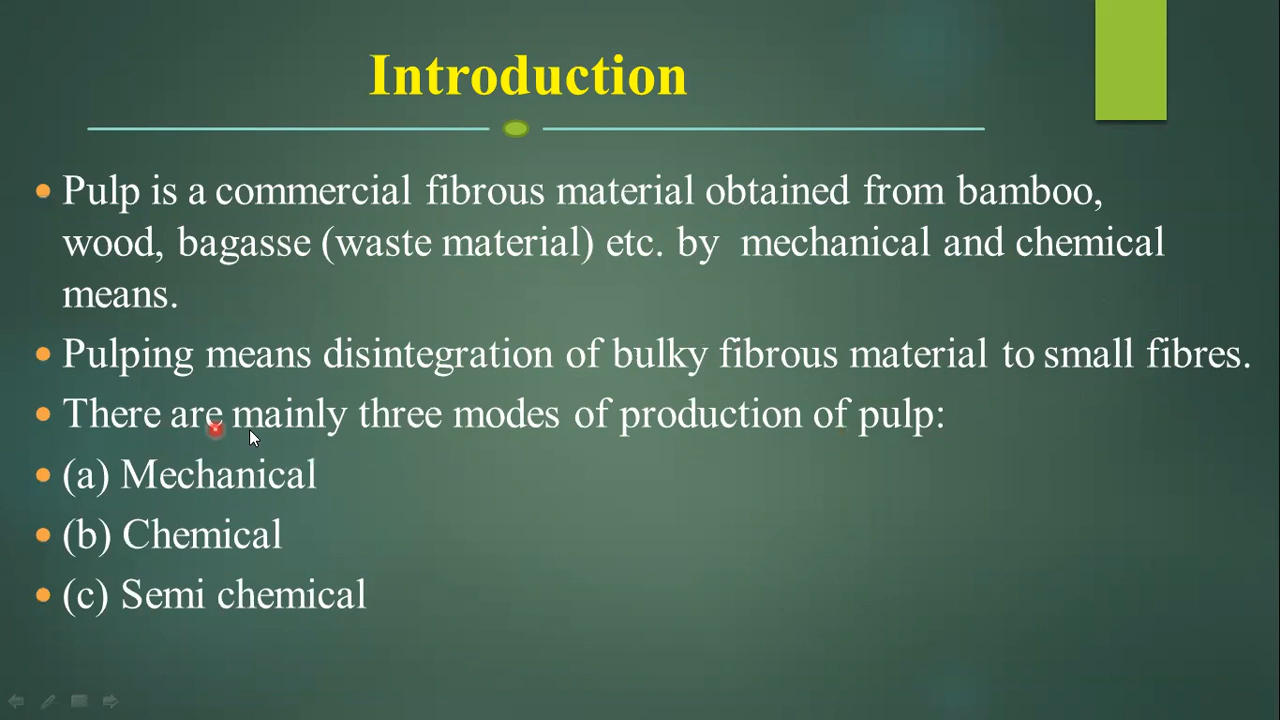 Introduction
Pulp is a commercial fibrous material obtained from bamboo,
wood, bagasse (waste material) etc. by mechanical and chemical
means.
Pulping means disintegration of bulky fibrous material to small fibres.
There are mainly three modes of production of pulp:
(a) Mechanical
(b) Chemical
(c) Semi chemical